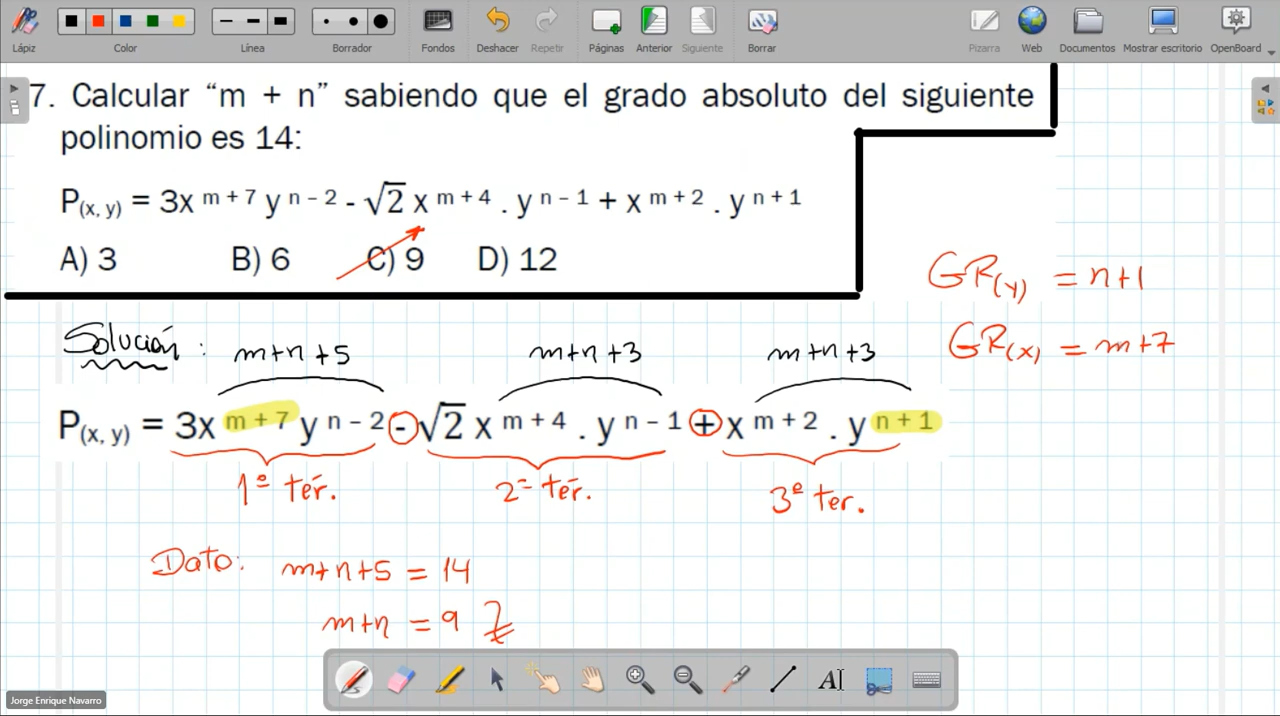 Lápiz Color Línea Borrador Fondos Deshacer Repetir Páginas Anterior Siguiente Borrar Pizarra Web Documentos Mostrar escritorio OpenBoard
7. Calcular “m + n” sabiendo que el grado absoluto del siguiente
polinomio es 14:
P(x, y) = 3x^{m + 7} y^{n – 2} - √2 x^{m + 4} . y^{n – 1} + x^{m + 2} . y^{n + 1}
A) 3 B) 6 C) 9 D) 12
GR(y) = n+1
GR(x) = m+7
Solución:
m+n+5 m+n+3 m+n+3
P(x, y) = 3x^{m + 7} y^{n – 2} - √2 x^{m + 4} . y^{n – 1} + x^{m + 2} . y^{n + 1}
1º tér. 2º tér. 3º ter.
Dato: m+n+5 = 14
m+n = 9
AI
Jorge Enrique Navarro